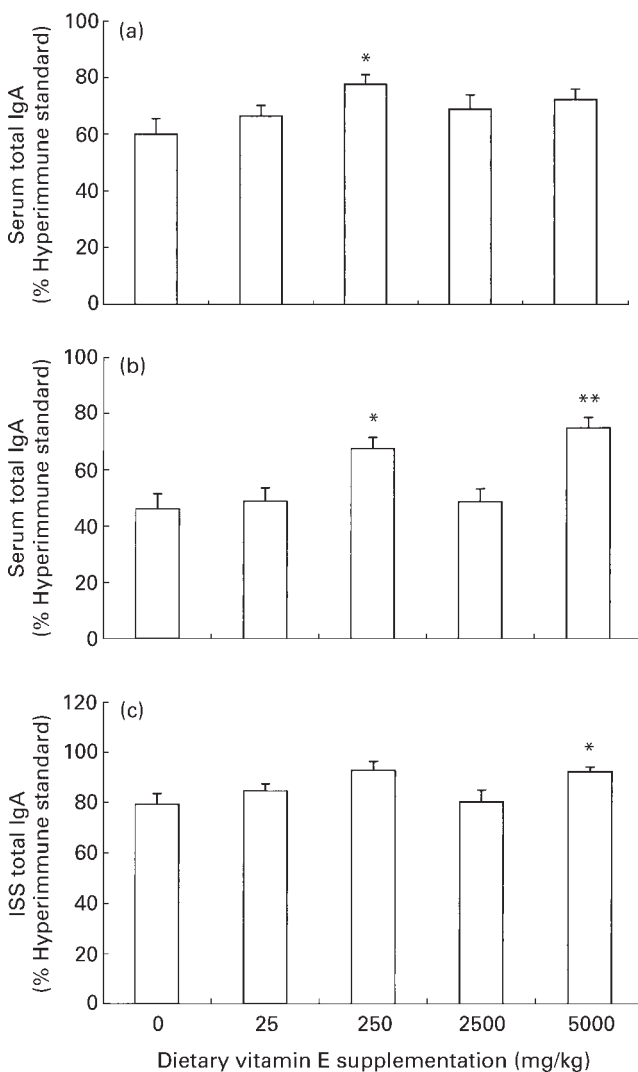 (a)
Serum total IgA
(% Hyperimmune standard)
100
80
60
40
20
0
*
(b)
Serum total IgA
(% Hyperimmune standard)
100
80
60
40
20
0
*
**
(c)
ISS total IgA
(% Hyperimmune standard)
120
100
80
60
40
20
0
*
0 25 250 2500 5000
Dietary vitamin E supplementation (mg/kg)